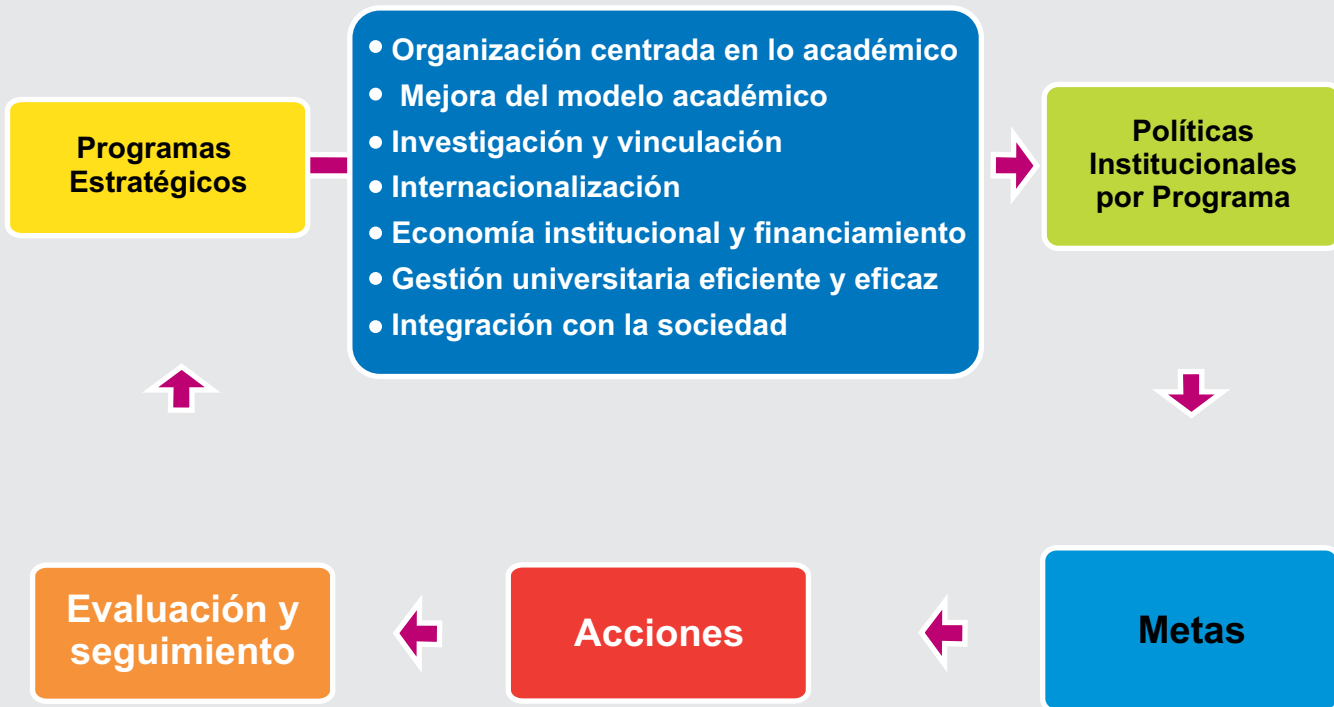 Programas
Estratégicos
• Organización centrada en lo académico
• Mejora del modelo académico
• Investigación y vinculación
• Internacionalización
• Economía institucional y financiamiento
• Gestión universitaria eficiente y eficaz
• Integración con la sociedad
Políticas
Institucionales
por Programa
Metas
Acciones
Evaluación y
seguimiento